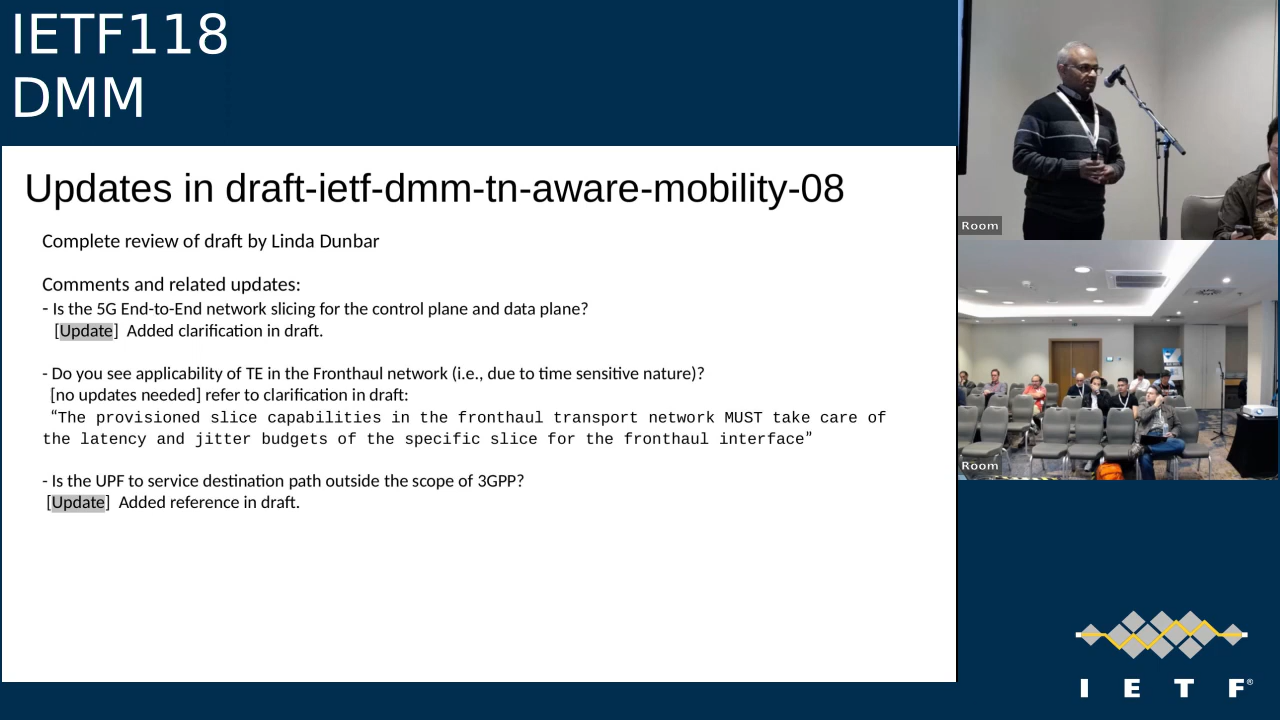 IETF118
DMM
Updates in draft-ietf-dmm-tn-aware-mobility-08
Complete review of draft by Linda Dunbar
Comments and related updates:
- Is the 5G End-to-End network slicing for the control plane and data plane?
[Update] Added clarification in draft.
- Do you see applicability of TE in the Fronthaul network (i.e., due to time sensitive nature)?
[no updates needed] refer to clarification in draft:
“The provisioned slice capabilities in the fronthaul transport network MUST take care of
the latency and jitter budgets of the specific slice for the fronthaul interface”
- Is the UPF to service destination path outside the scope of 3GPP?
[Update] Added reference in draft.
Room
Room
I E T F®